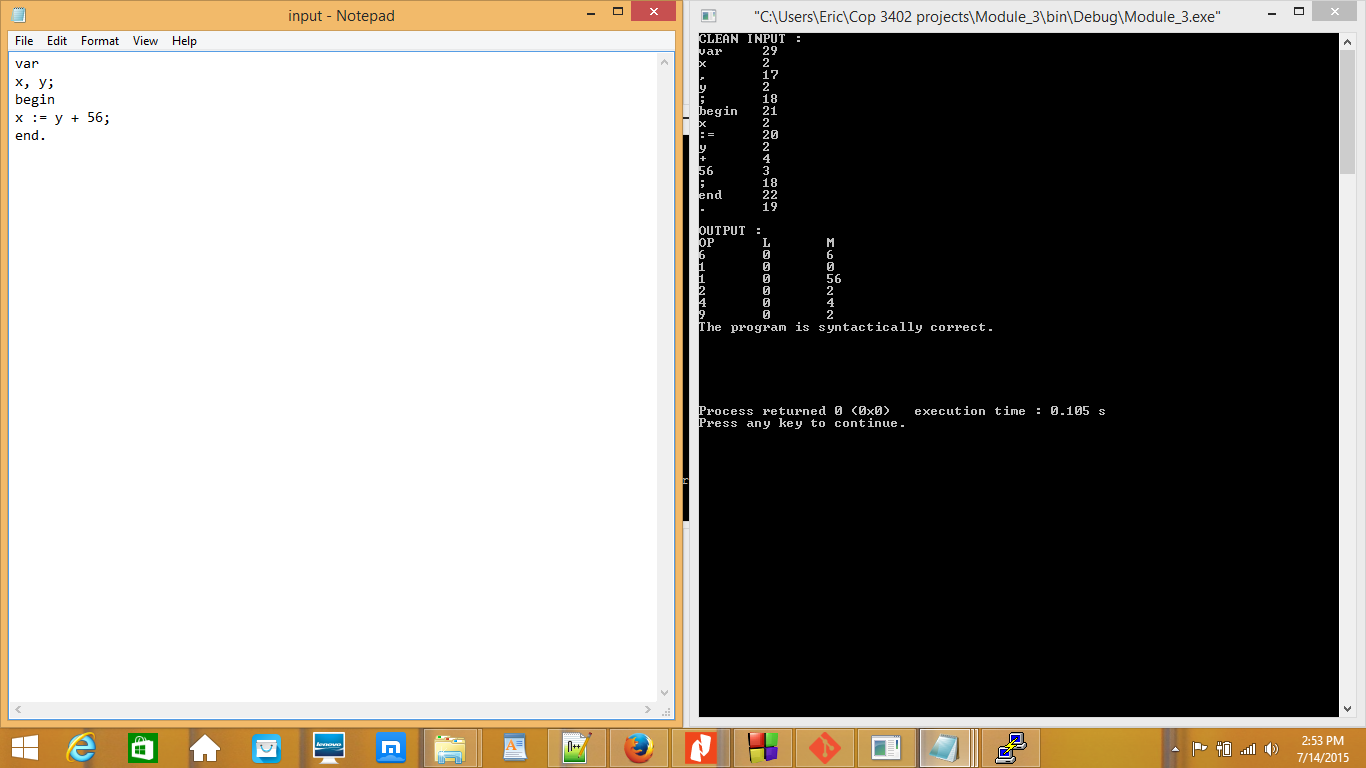 input - Notepad
File Edit Format View Help
var
x, y;
begin
x := y + 56;
end.
"C:\Users\Eric\Cop 3402 projects\Module_3\bin\Debug\Module_3.exe"
CLEAN INPUT :
var 29
x 2
, 17
y 2
; 18
begin 21
x 2
:= 20
y 2
+ 4
56 3
; 18
end 22
. 19
OUTPUT :
OP L M
6 0 6
1 0 0
1 0 56
2 0 2
4 0 4
9 0 2
The program is syntactically correct.
Process returned 0 (0x0) execution time : 0.105 s
Press any key to continue.
r
lenovo
m
A
n++
2:53 PM
7/14/2015